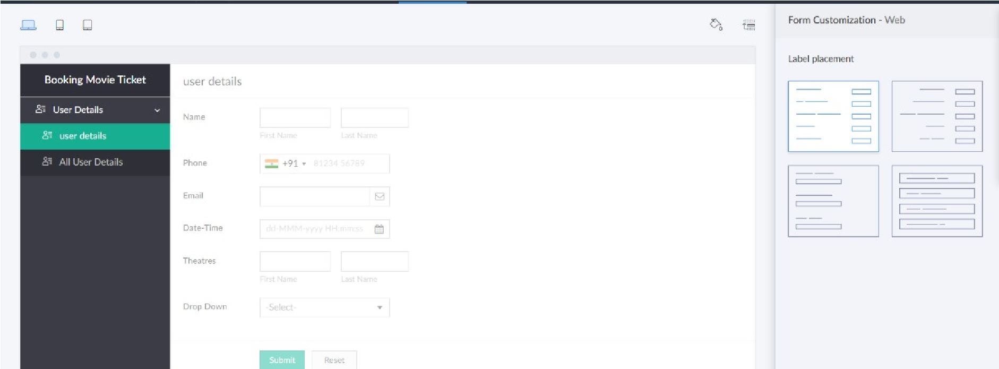 Form Customization - Web
Label placement
Booking Movie Ticket
User Details
user details
All User Details
user details
Name
First Name
Last Name
Phone
+91
81234 56789
Email
Date-Time
dd-MMM-yyyy HH:mm:ss
Theatres
First Name
Last Name
Drop Down
-Select-
Submit
Reset